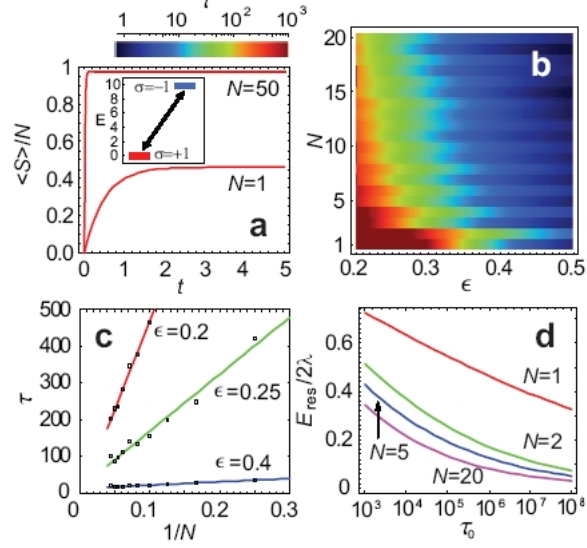 τ
1 10 10² 10³
1
0.8
0.6
0.4
0.2
0.0
<S>/N
N=50
N=1
10
8
6
4
2
0
E
σ=−1
σ=+1
a
0 1 2 3 4 5
t
b
20
15
10
5
1
N
0.2 0.3 0.4 0.5
ϵ
c
500
400
300
200
100
0
τ
ϵ=0.2
ϵ=0.25
ϵ=0.4
0.0 0.1 0.2 0.3
1/N
d
0.6
0.4
0.2
0
E_res/2λ
N=1
N=2
N=5
N=20
10³ 10⁴ 10⁵ 10⁶ 10⁷ 10⁸
τ₀